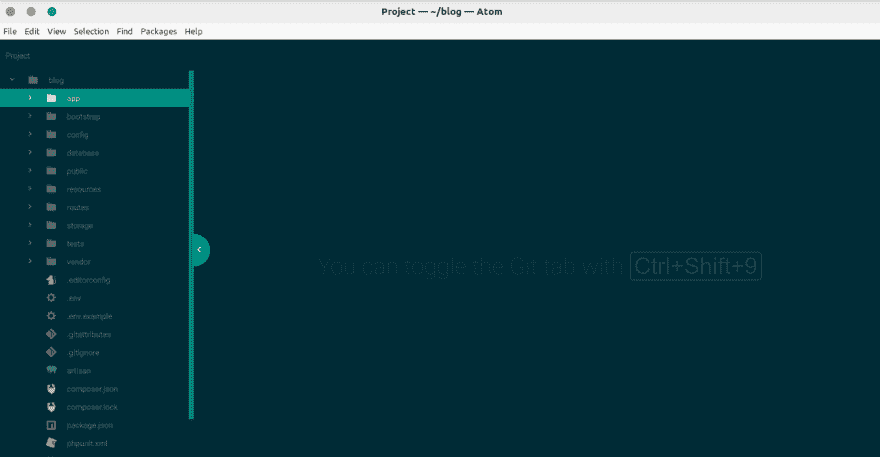 Project — ~/blog — Atom
File Edit View Selection Find Packages Help
Project
blog
app
bootstrap
config
database
public
resources
routes
storage
tests
vendor
.editorconfig
.env
.env.example
.gitattributes
.gitignore
artisan
composer.json
composer.lock
package.json
phpunit.xml
You can toggle the Git tab with Ctrl+Shift+9